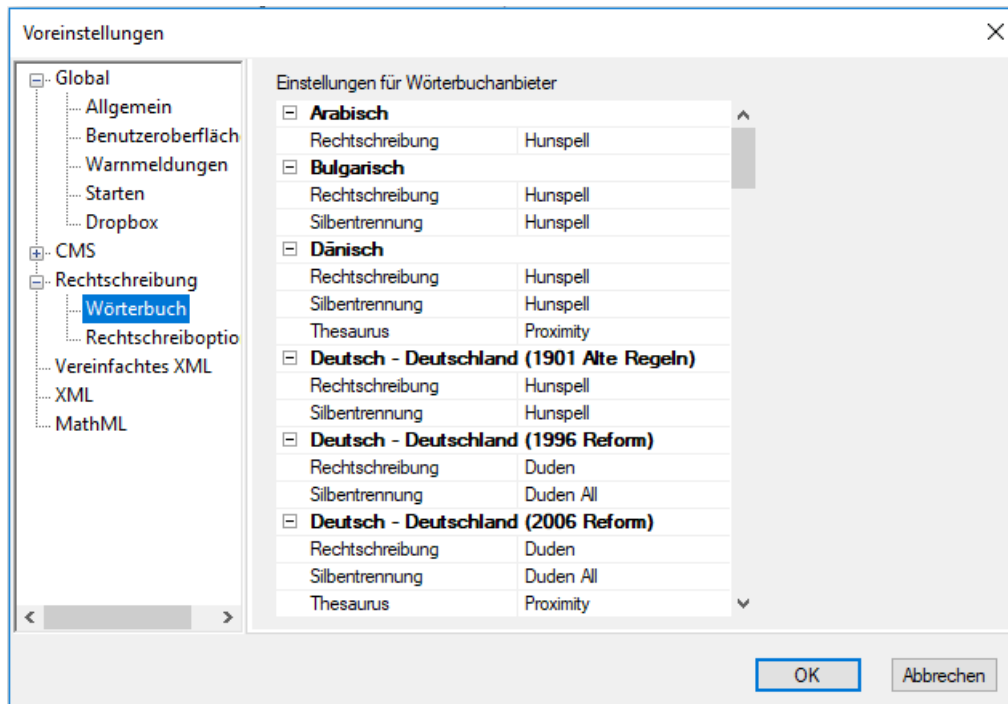 Voreinstellungen
Global
Allgemein
Benutzeroberfläch
Warnmeldungen
Starten
Dropbox
CMS
Rechtschreibung
Wörterbuch
Rechtschreiboptio
Vereinfachtes XML
XML
MathML
Einstellungen für Wörterbuchanbieter
Arabisch
Rechtschreibung Hunspell
Bulgarisch
Rechtschreibung Hunspell
Silbentrennung Hunspell
Dänisch
Rechtschreibung Hunspell
Silbentrennung Hunspell
Thesaurus Proximity
Deutsch - Deutschland (1901 Alte Regeln)
Rechtschreibung Hunspell
Silbentrennung Hunspell
Deutsch - Deutschland (1996 Reform)
Rechtschreibung Duden
Silbentrennung Duden All
Deutsch - Deutschland (2006 Reform)
Rechtschreibung Duden
Silbentrennung Duden All
Thesaurus Proximity
OK Abbrechen